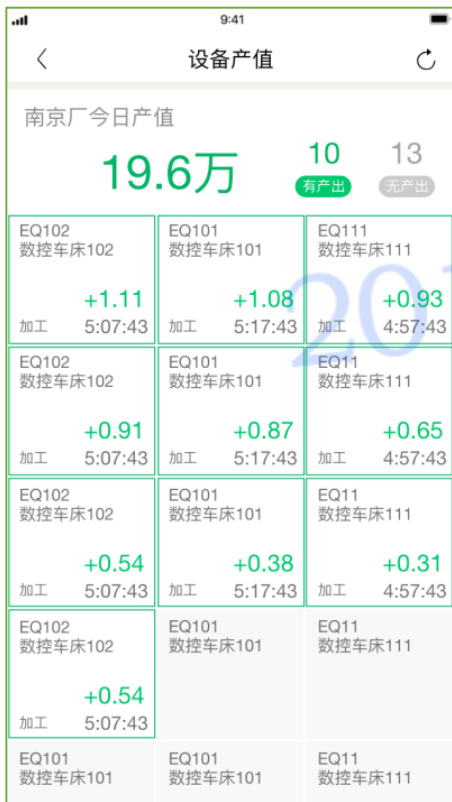 9:41
设备产值
南京厂今日产值
19.6万
10
有产出
13
无产出
EQ102
数控车床102
+1.11
加工 5:07:43
EQ101
数控车床101
+1.08
加工 5:17:43
EQ111
数控车床111
+0.93
加工 4:57:43
EQ102
数控车床102
+0.91
加工 5:07:43
EQ101
数控车床101
+0.87
加工 5:17:43
EQ11
数控车床111
+0.65
加工 4:57:43
EQ102
数控车床102
+0.54
加工 5:07:43
EQ101
数控车床101
+0.38
加工 5:17:43
EQ11
数控车床111
+0.31
加工 4:57:43
EQ102
数控车床102
+0.54
加工 5:07:43
EQ101
数控车床101
EQ11
数控车床111
EQ101
数控车床101
EQ101
数控车床101
EQ11
数控车床111